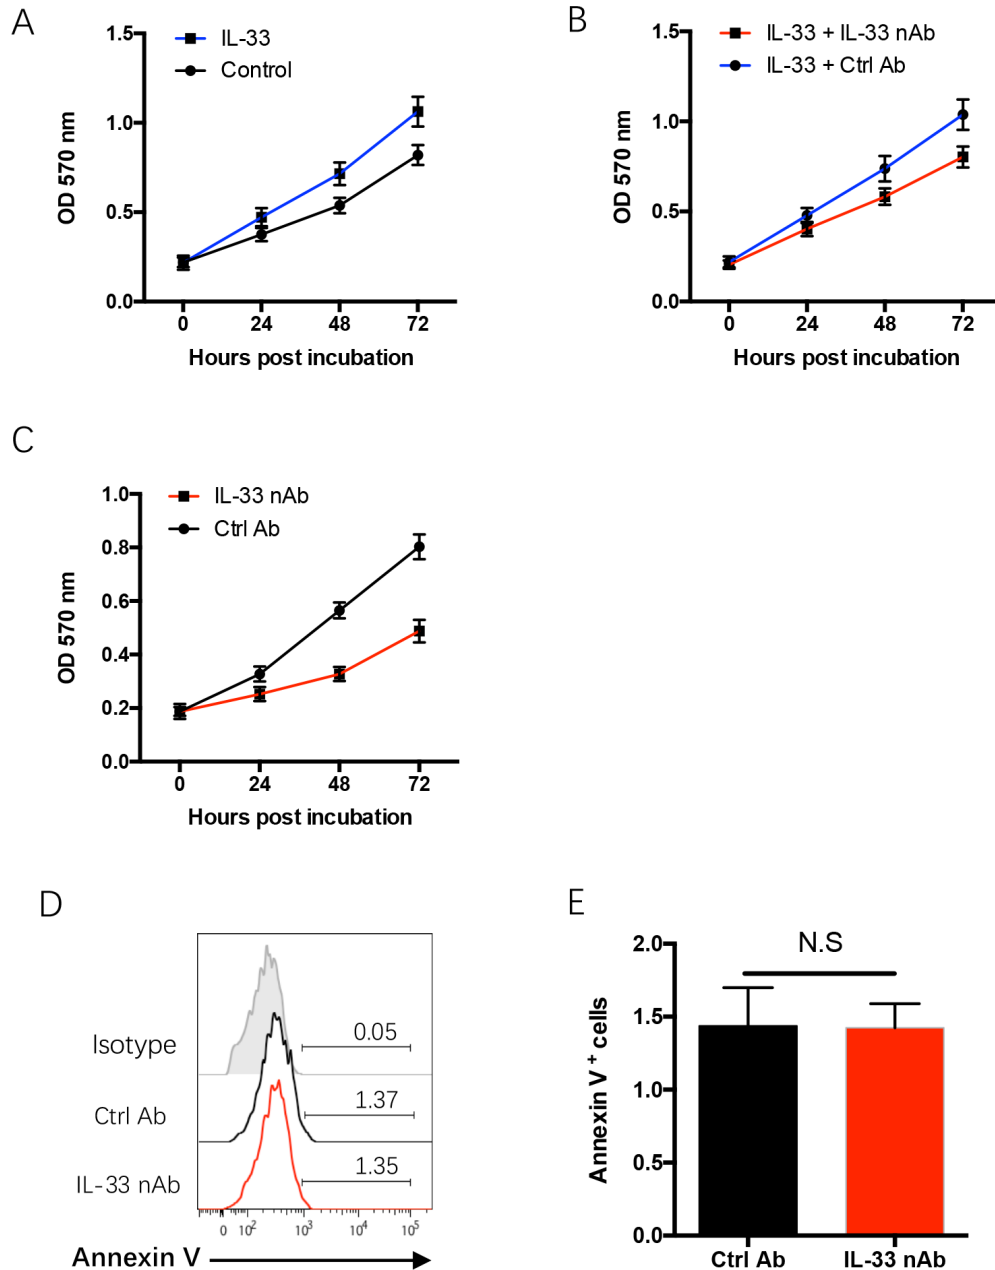 A
IL-33
Control
1.5
1.0
0.5
0.0
OD 570 nm
0 24 48 72
Hours post incubation
B
IL-33 + IL-33 nAb
IL-33 + Ctrl Ab
1.5
1.0
0.5
0.0
OD 570 nm
0 24 48 72
Hours post incubation
C
IL-33 nAb
Ctrl Ab
1.0
0.8
0.6
0.4
0.2
0.0
OD 570 nm
0 24 48 72
Hours post incubation
D
Isotype 0.05
Ctrl Ab 1.37
IL-33 nAb 1.35
0 10² 10³ 10⁴ 10⁵
Annexin V
E
N.S
2.0
1.5
1.0
0.5
0.0
Annexin V⁺ cells
Ctrl Ab IL-33 nAb